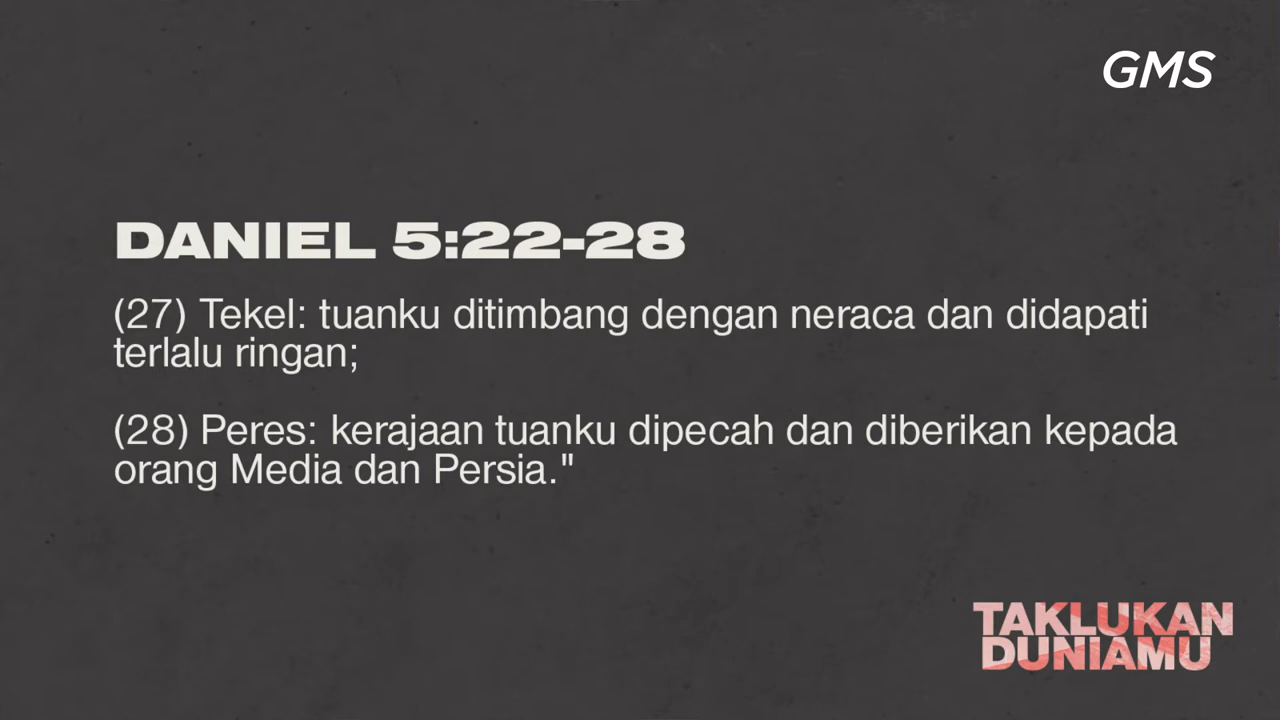 GMS
DANIEL 5:22-28
(27) Tekel: tuanku ditimbang dengan neraca dan didapati
terlalu ringan;
(28) Peres: kerajaan tuanku dipecah dan diberikan kepada
orang Media dan Persia."
TAKLUKAN
DUNIAMU